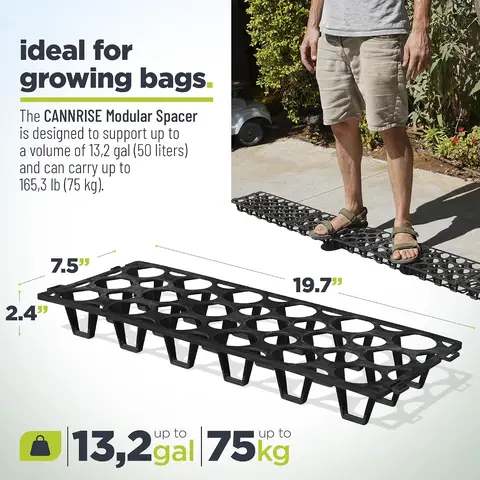 ideal for
growing bags.
The CANNRISE Modular Spacer
is designed to support up to
a volume of 13,2 gal (50 liters)
and can carry up to
165,3 lb (75 kg).
7.5”
19.7”
2.4”
13,2 up to gal
75 up to kg